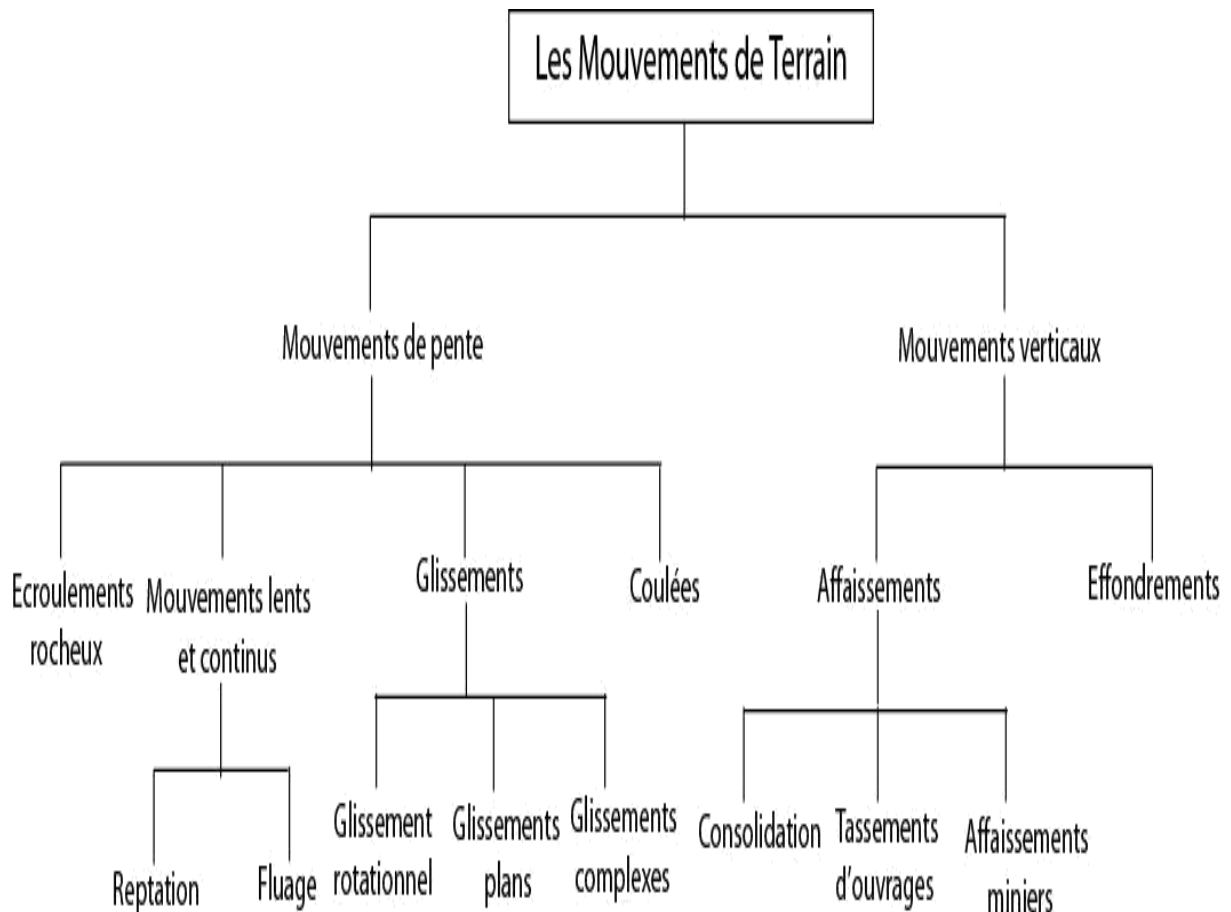 Les Mouvements de Terrain
Mouvements de pente
Mouvements verticaux
Ecroulements
rocheux
Mouvements lents
et continus
Glissements
Coulées
Affaissements
Effondrements
Reptation
Fluage
Glissement
rotationnel
Glissements
plans
Glissements
complexes
Consolidation
Tassements
d'ouvrages
Affaissements
miniers